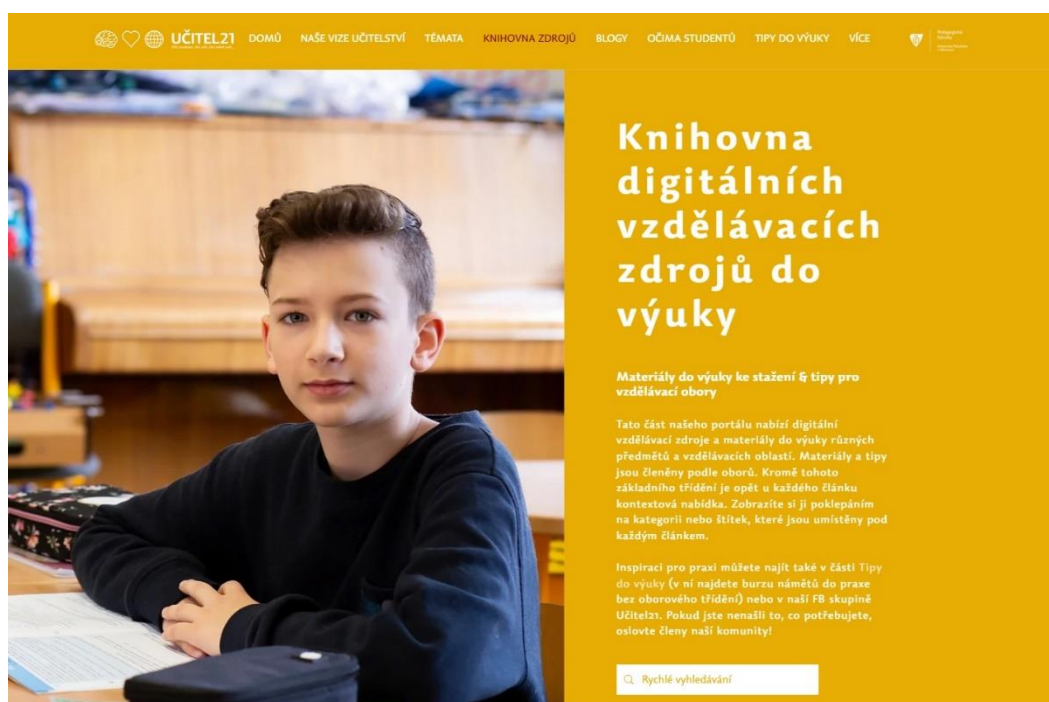 UČITEL21 DOMŮ NAŠE VIZE UČITELSTVÍ TÉMATA KNIHOVNA ZDROJŮ BLOGY OČIMA STUDENTŮ TIPY DO VÝUKY VÍCE
Knihovna
digitálních
vzdělávacích
zdrojů do
výuky
Materiály do výuky ke stažení & tipy pro
vzdělávací obory
Tato část našeho portálu nabízí digitální
vzdělávací zdroje a materiály do výuky různých
předmětů a vzdělávacích oblastí. Materiály a tipy
jsou členěny podle oborů. Kromě tohoto
základního třídění je opět u každého článku
kontextová nabídka. Zobrazíte si ji poklepáním
na kategorii nebo štítek, které jsou umístěny pod
každým článkem.
Inspiraci pro praxi můžete najít také v části Tipy
do výuky (v ní najdete burzu námětů do praxe
bez oborového třídění) nebo v naší FB skupině
Učitel21. Pokud jste nenašli to, co potřebujete,
oslovte členy naší komunity!
Rychlé vyhledávání